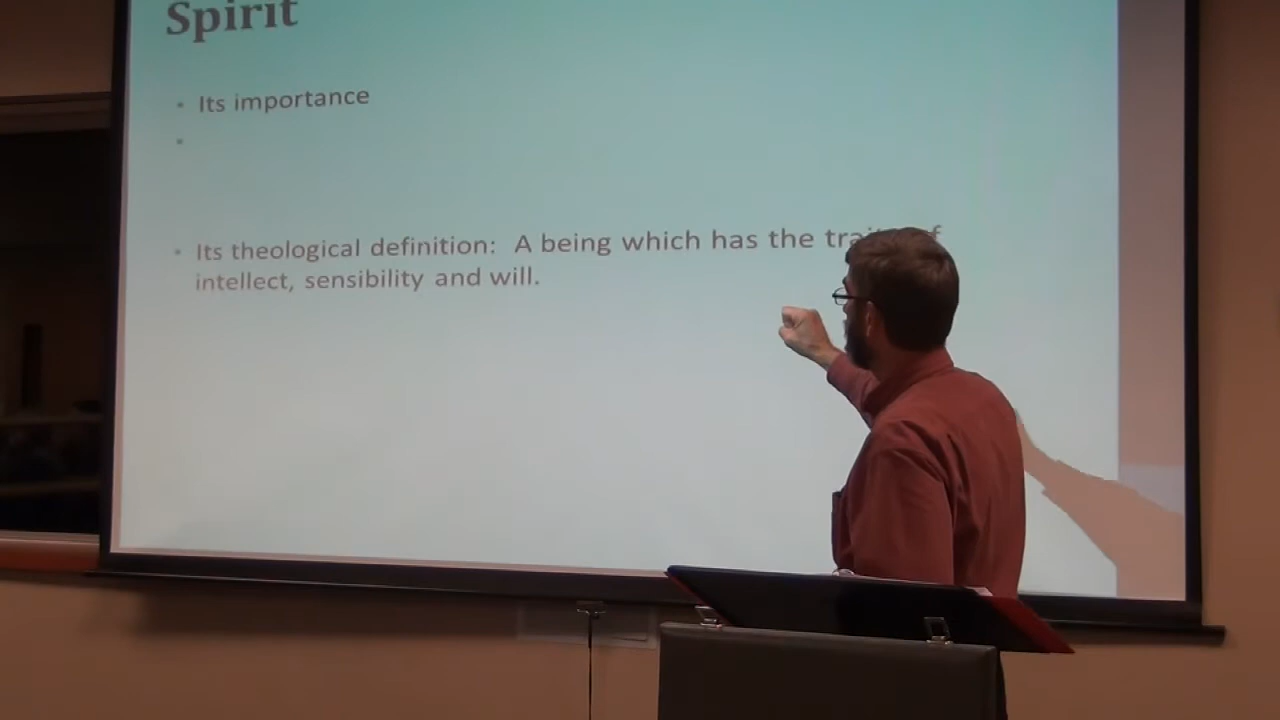 Spirit
Its importance
Its theological definition: A being which has the
intellect, sensibility and will.